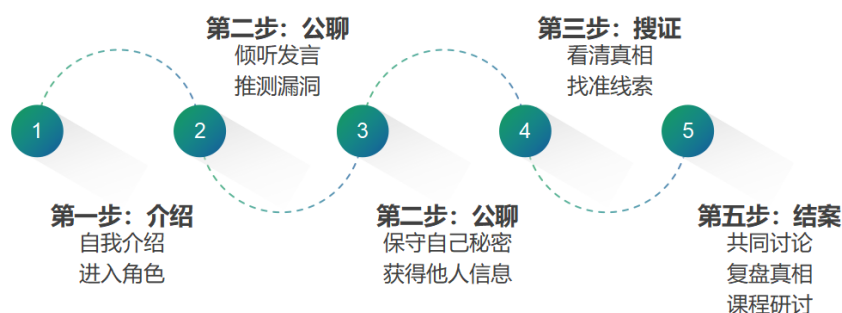 1
第一步：介绍
自我介绍
进入角色
2
第二步：公聊
倾听发言
推测漏洞
3
第二步：公聊
保守自己秘密
获得他人信息
4
第三步：搜证
看清真相
找准线索
5
第五步：结案
共同讨论
复盘真相
课程研讨